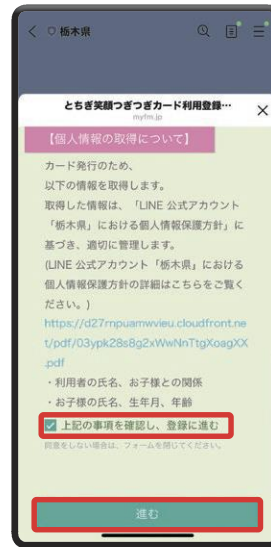 栃木県
とちぎ笑顔つぎつぎカード利用登録…
myfm.jp
【個人情報の取得について】
カード発行のため、
以下の情報を取得します。
取得した情報は、「LINE 公式アカウント
「栃木県」における個人情報保護方針」に
基づき、適切に管理します。
(LINE 公式アカウント「栃木県」における
個人情報保護方針の詳細はこちらをご覧く
ださい。)
https://d27rnpuamwvieu.cloudfront.ne
t/pdf/03ypk28s8g2xWwNnTtgXoagXX
.pdf
・利用者の氏名、お子様との関係
・お子様の氏名、生年月、年齢
上記の事項を確認し、登録に進む
同意をしない場合は、フォームを閉じてください。
進む